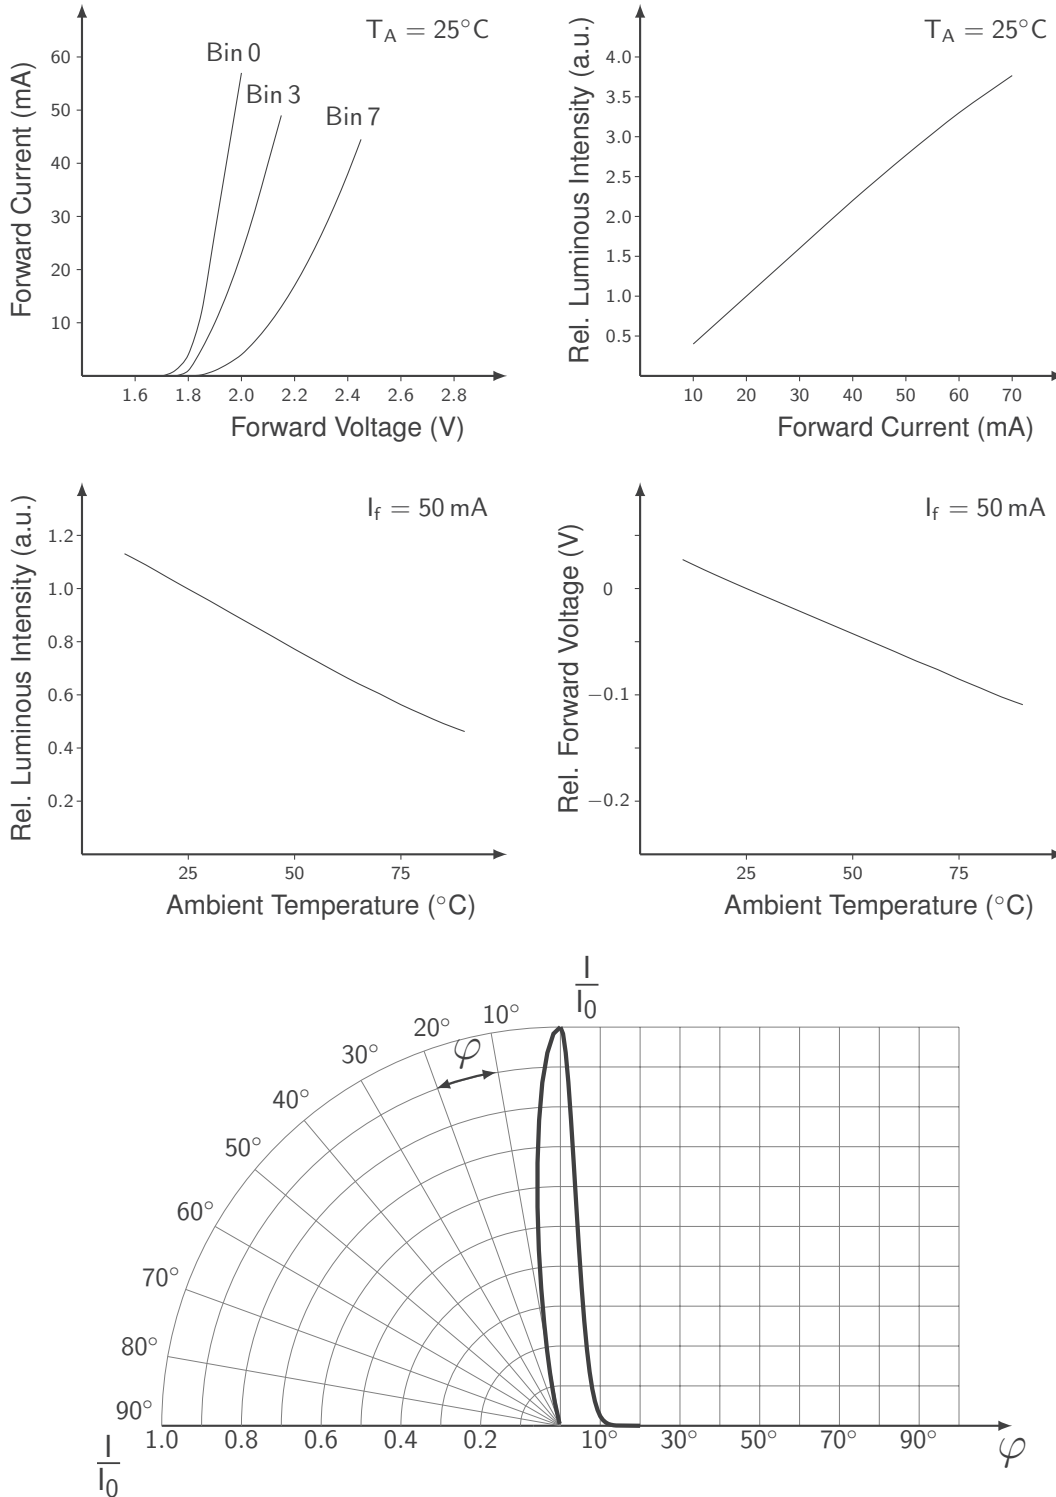 T_A = 25°C
Bin 0
Bin 3
Bin 7
60
50
40
30
20
10
1.6 1.8 2.0 2.2 2.4 2.6 2.8
Forward Current (mA)
Forward Voltage (V)
T_A = 25°C
4.0
3.5
3.0
2.5
2.0
1.5
1.0
0.5
10 20 30 40 50 60 70
Rel. Luminous Intensity (a.u.)
Forward Current (mA)
I_f = 50 mA
1.2
1.0
0.8
0.6
0.4
0.2
25 50 75
Rel. Luminous Intensity (a.u.)
Ambient Temperature (°C)
I_f = 50 mA
0
−0.1
−0.2
25 50 75
Rel. Forward Voltage (V)
Ambient Temperature (°C)
I
I_0
10°
20°
φ
30°
40°
50°
60°
70°
80°
90°
1.0 0.8 0.6 0.4 0.2 10° 30° 50° 70° 90° φ
I
I_0